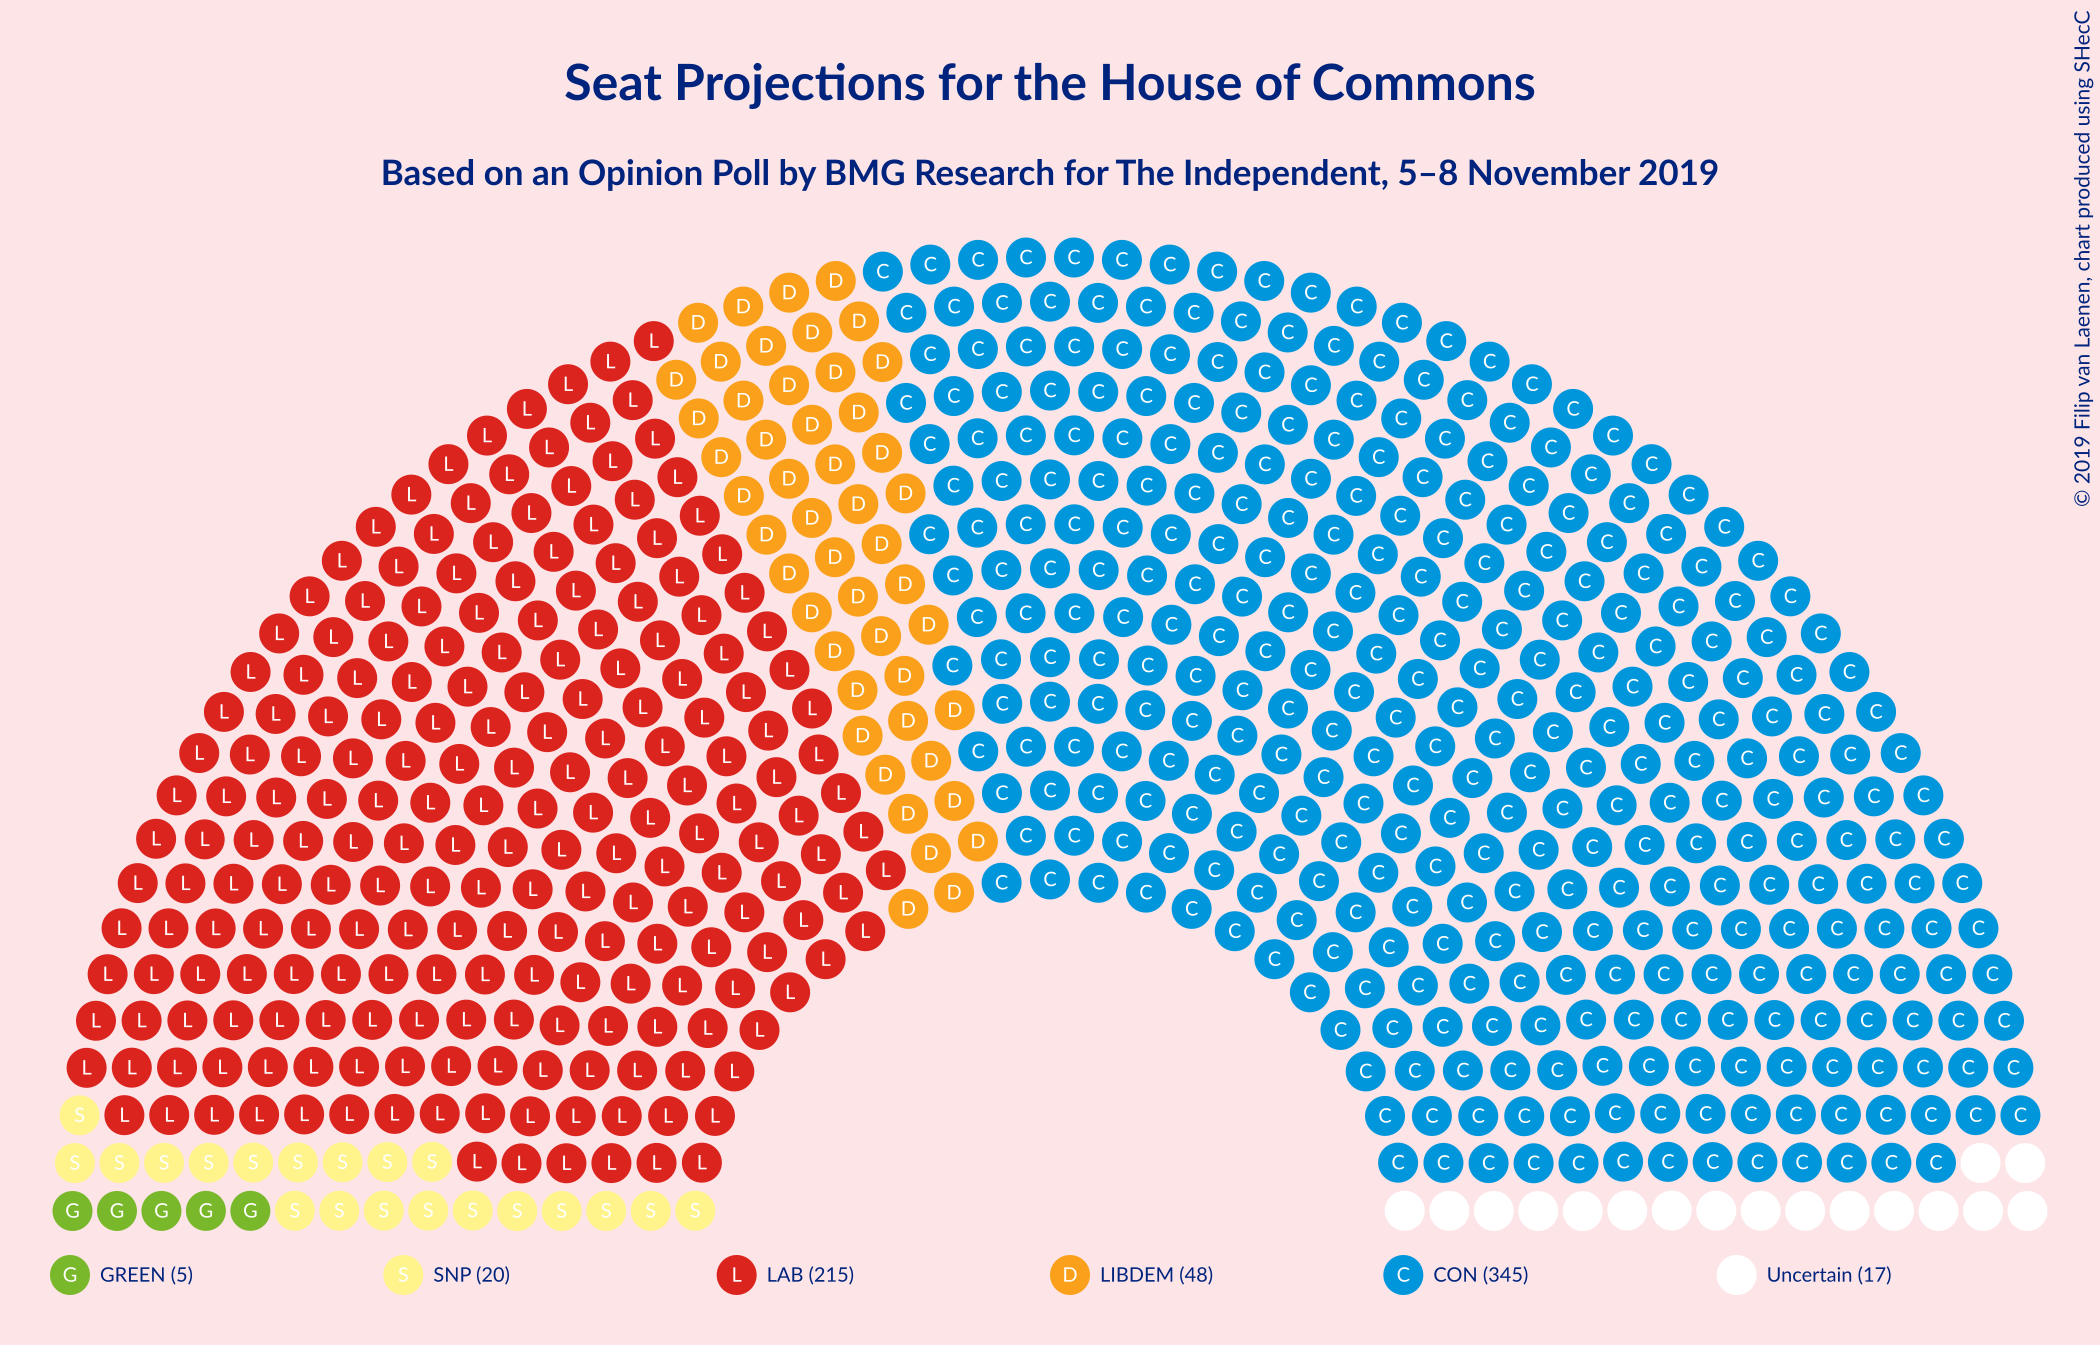 Seat Projections for the House of Commons
Based on an Opinion Poll by BMG Research for The Independent, 5–8 November 2019
© 2019 Filip van Laenen, chart produced using SHecC
G GREEN (5)
S SNP (20)
L LAB (215)
D LIBDEM (48)
C CON (345)
Uncertain (17)